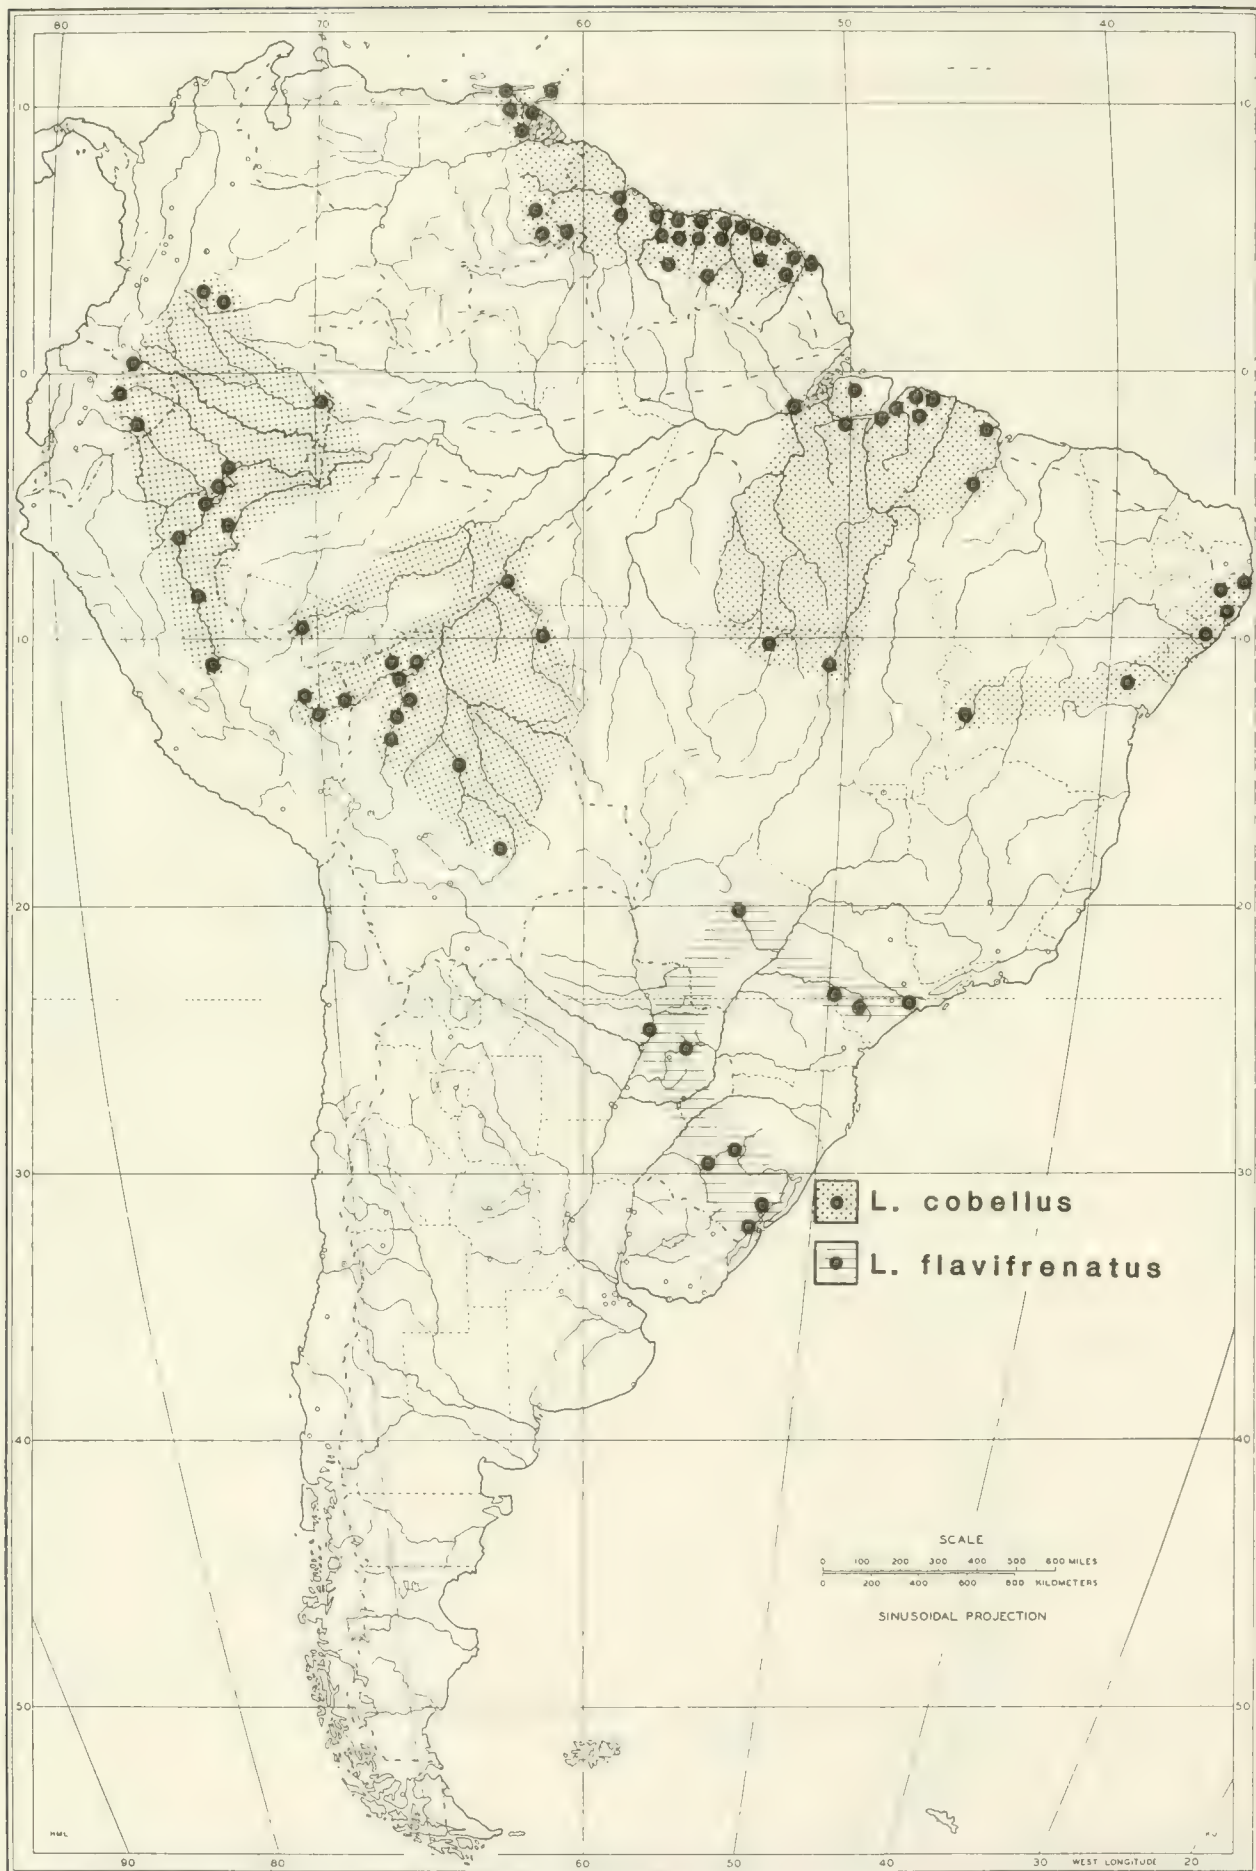 80 70 60 50 40
10 10
0 0
10 10
20 20
30 30
L. cobellus
L. flavifrenatus
40 40
SCALE
0 100 200 300 400 500 600 MILES
0 200 400 600 800 KILOMETERS
SINUSOIDAL PROJECTION
50 50
90 80 70 60 50 40 30 WEST LONGITUDE 20